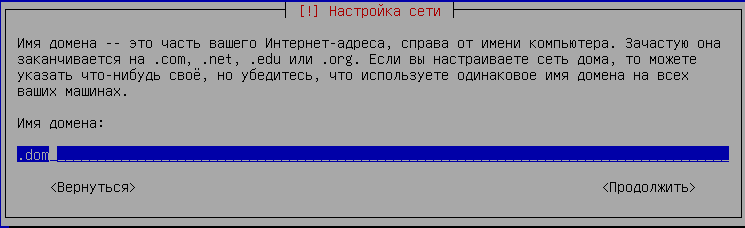 [!] Настройка сети
Имя домена -- это часть вашего Интернет-адреса, справа от имени компьютера. Зачастую она
заканчивается на .com, .net, .edu или .org. Если вы настраиваете сеть дома, то можете
указать что-нибудь своё, но убедитесь, что используете одинаковое имя домена на всех
ваших машинах.
Имя домена:
.dom
<Вернуться> <Продолжить>